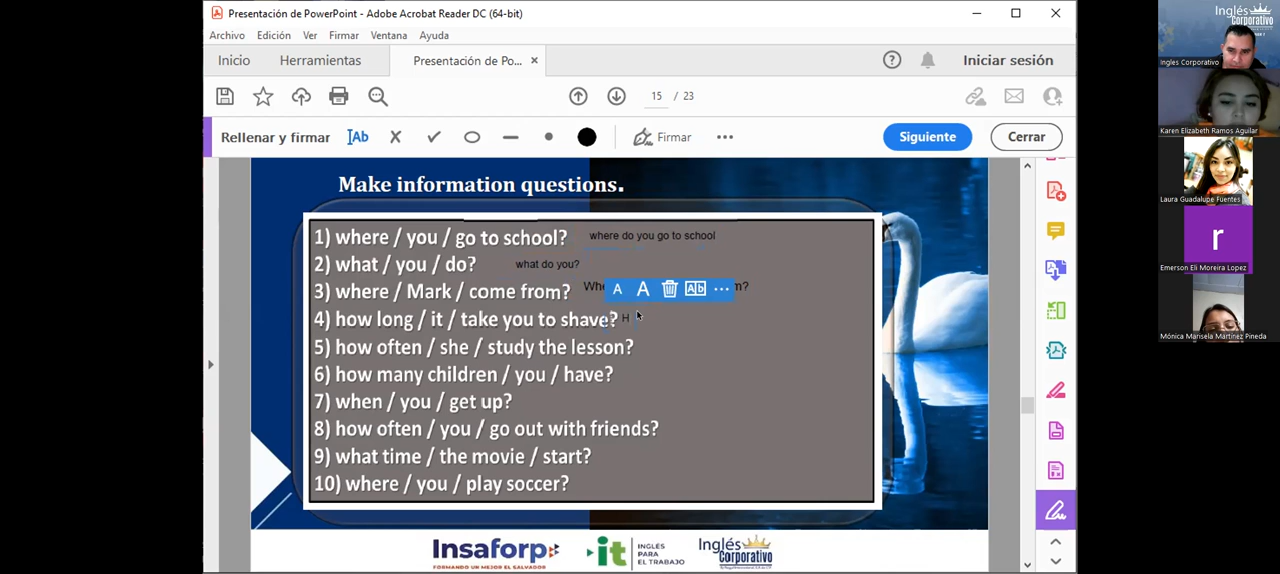 Presentación de PowerPoint - Adobe Acrobat Reader DC (64-bit)
Archivo Edición Ver Firmar Ventana Ayuda
Inicio Herramientas Presentación de Po... × Iniciar sesión
15 / 23
Rellenar y firmar Ab Firmar ... Siguiente Cerrar
Make information questions.
1) where / you / go to school? where do you go to school
2) what / you / do? what do you?
3) where / Mark / come from?
4) how long / it / take you to shave? H
5) how often / she / study the lesson?
6) how many children / you / have?
7) when / you / get up?
8) how often / you / go out with friends?
9) what time / the movie / start?
10) where / you / play soccer?
Insaforp
FORMANDO UN MEJOR EL SALVADOR
it INGLÉS PARA EL TRABAJO
Inglés Corporativo
Inglés Corporativo
Ingles Corporativo
Karen Elizabeth Ramos Aguilar
Laura Guadalupe Fuentes
r
Emerson Eli Moreira Lopez
Mónica Marisela Martinez Pineda